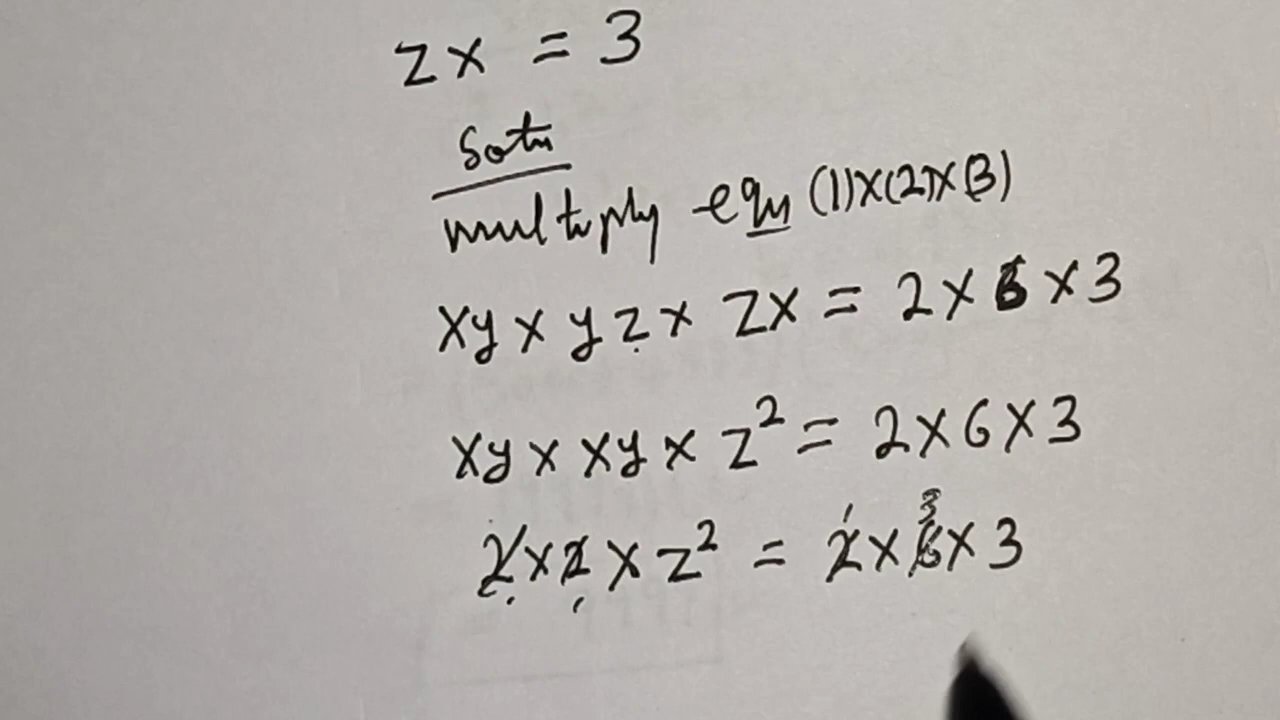 zx = 3
Soln
multiply eqn (1)x(2)x(3)
xy x yz x zx = 2 x 6 x 3
xy x xy x z² = 2 x 6 x 3
2 x 2 x z² = 2 x 6 x 3